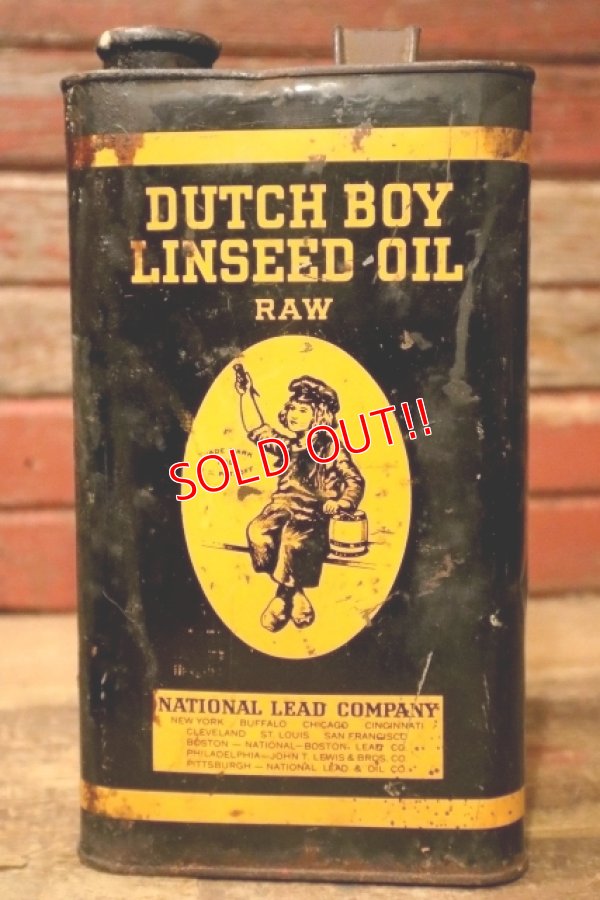 DUTCH BOY
LINSEED OIL
RAW
SOLD OUT!!
NATIONAL LEAD COMPANY
NEW YORK BUFFALO CHICAGO CINCINNATI
CLEVELAND ST. LOUIS SAN FRANCISCO
BOSTON — NATIONAL-BOSTON LEAD CO.
PHILADELPHIA—JOHN T. LEWIS & BROS. CO.
PITTSBURGH — NATIONAL LEAD & OIL CO.